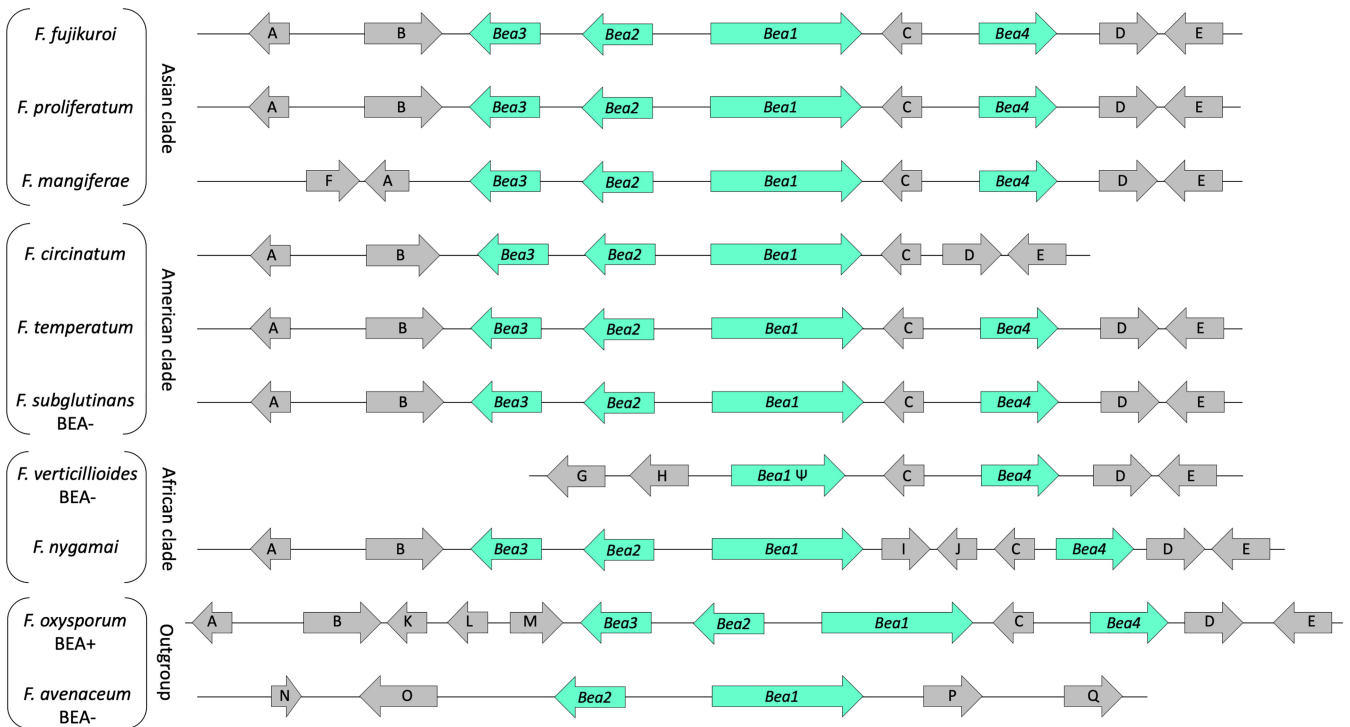 F. fujikuroi
A B Bea3 Bea2 Bea1 C Bea4 D E
F. proliferatum
A B Bea3 Bea2 Bea1 C Bea4 D E
F. mangiferae
F A Bea3 Bea2 Bea1 C Bea4 D E
Asian clade
F. circinatum
A B Bea3 Bea2 Bea1 C D E
F. temperatum
A B Bea3 Bea2 Bea1 C Bea4 D E
F. subglutinans
BEA-
A B Bea3 Bea2 Bea1 C Bea4 D E
American clade
F. verticillioides
BEA-
G H Bea1 Ψ C Bea4 D E
F. nygamai
A B Bea3 Bea2 Bea1 I J C Bea4 D E
African clade
F. oxysporum
BEA+
A B K L M Bea3 Bea2 Bea1 C Bea4 D E
F. avenaceum
BEA-
N O Bea2 Bea1 P Q
Outgroup